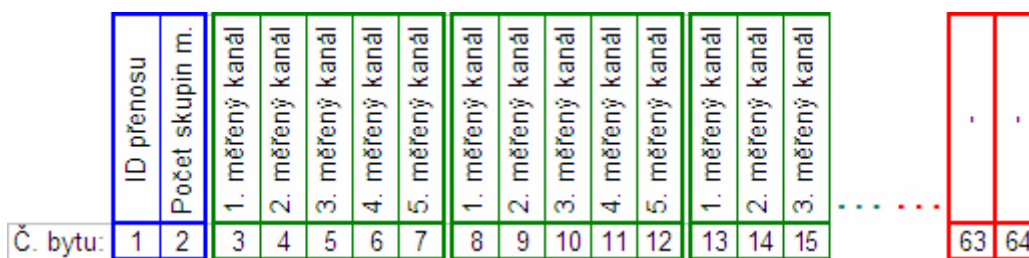 ID přenosu
Počet skupin m.
1. měřený kanál
2. měřený kanál
3. měřený kanál
4. měřený kanál
5. měřený kanál
1. měřený kanál
2. měřený kanál
3. měřený kanál
4. měřený kanál
5. měřený kanál
1. měřený kanál
2. měřený kanál
3. měřený kanál
Č. bytu: 1 2 3 4 5 6 7 8 9 10 11 12 13 14 15 63 64